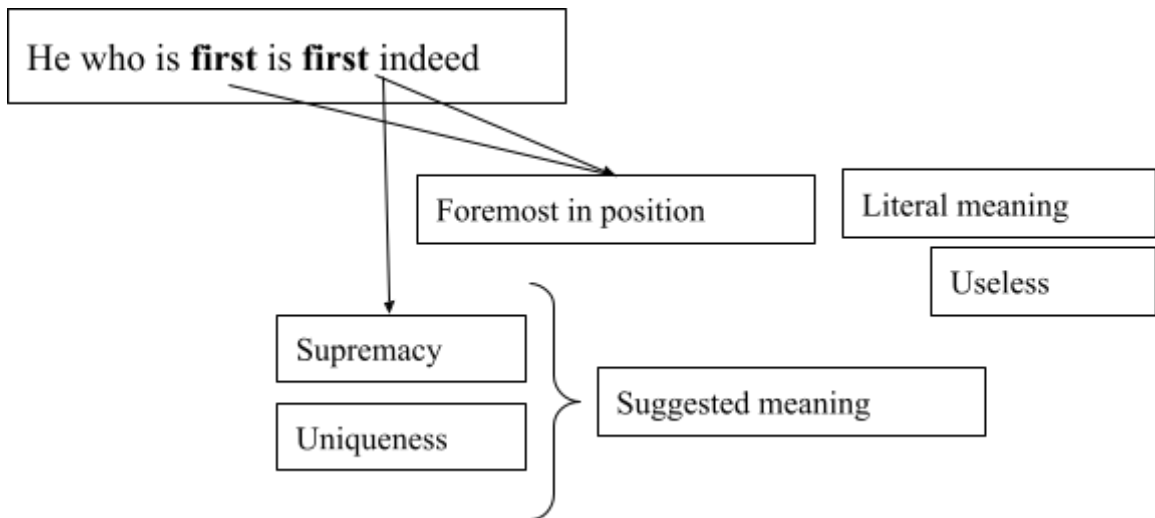 He who is first is first indeed
Foremost in position
Literal meaning
Useless
Supremacy
Suggested meaning
Uniqueness